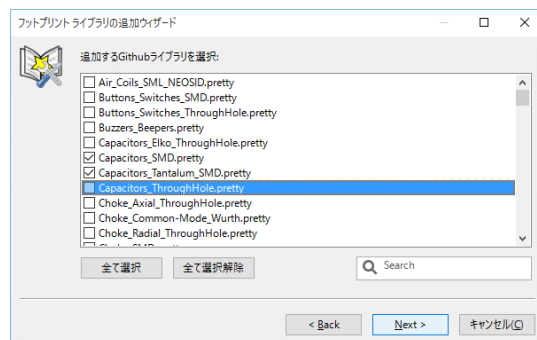 フットプリント ライブラリの追加ウィザード
追加するGithubライブラリを選択:
Air_Coils_SML_NEOSID.pretty
Buttons_Switches_SMD.pretty
Buttons_Switches_ThroughHole.pretty
Buzzers_Beepers.pretty
Capacitors_Elko_ThroughHole.pretty
Capacitors_SMD.pretty
Capacitors_Tantalum_SMD.pretty
Capacitors_ThroughHole.pretty
Choke_Axial_ThroughHole.pretty
Choke_Common-Mode_Wurth.pretty
Choke_Radial_ThroughHole.pretty
全て選択 全て選択解除 Search
< Back Next > キャンセル(C)